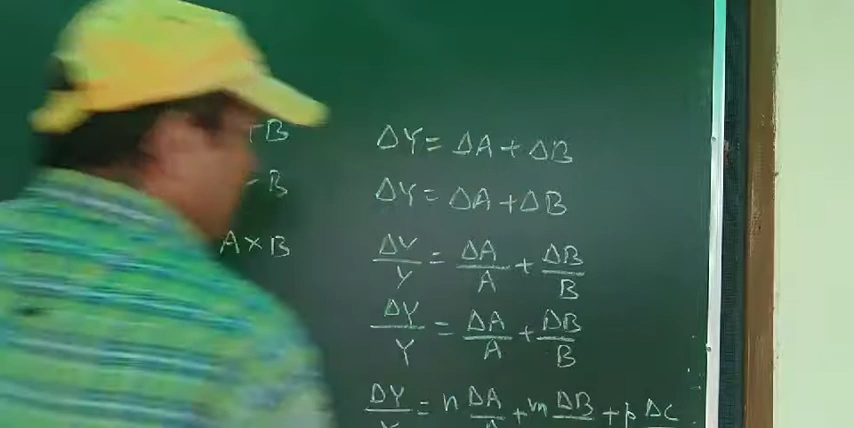 +B ΔY = ΔA + ΔB
-B ΔY = ΔA + ΔB
A×B ΔY/Y = ΔA/A + ΔB/B
ΔY/Y = ΔA/A + ΔB/B
ΔY/Y = n ΔA/A + m ΔB + p ΔC